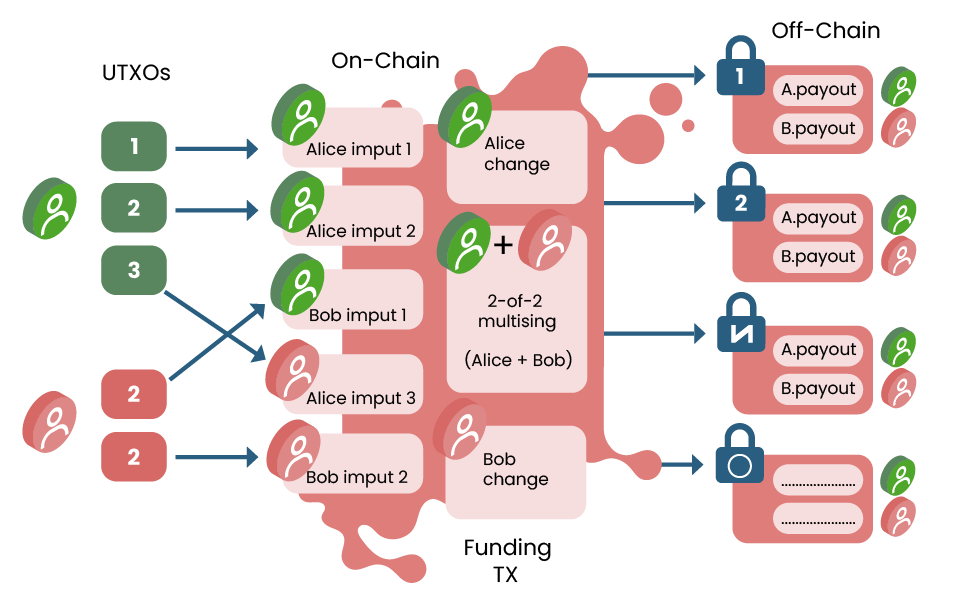 UTXOs
1
2
3
2
2
On-Chain
Alice imput 1
Alice imput 2
Bob imput 1
Alice imput 3
Bob imput 2
Alice
change
+
2-of-2
multising
(Alice + Bob)
Bob
change
Funding
TX
Off-Chain
1
A.payout
B.payout
2
A.payout
B.payout
N
A.payout
B.payout
.....................
.....................